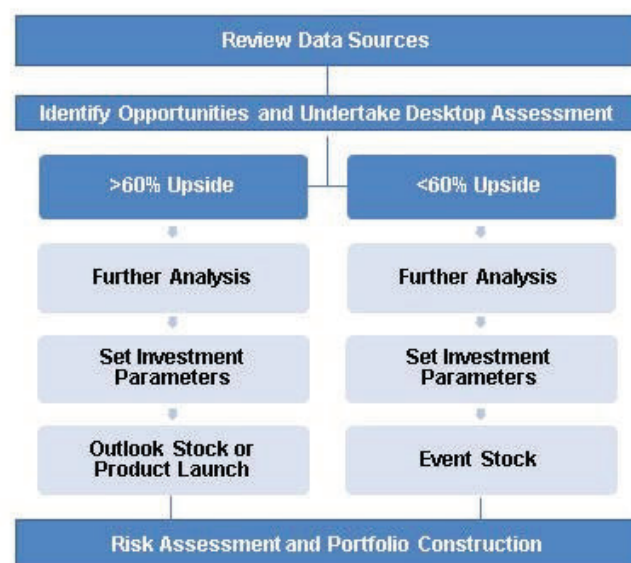 Review Data Sources
Identify Opportunities and Undertake Desktop Assessment
>60% Upside
<60% Upside
Further Analysis
Further Analysis
Set Investment
Parameters
Set Investment
Parameters
Outlook Stock or
Product Launch
Event Stock
Risk Assessment and Portfolio Construction